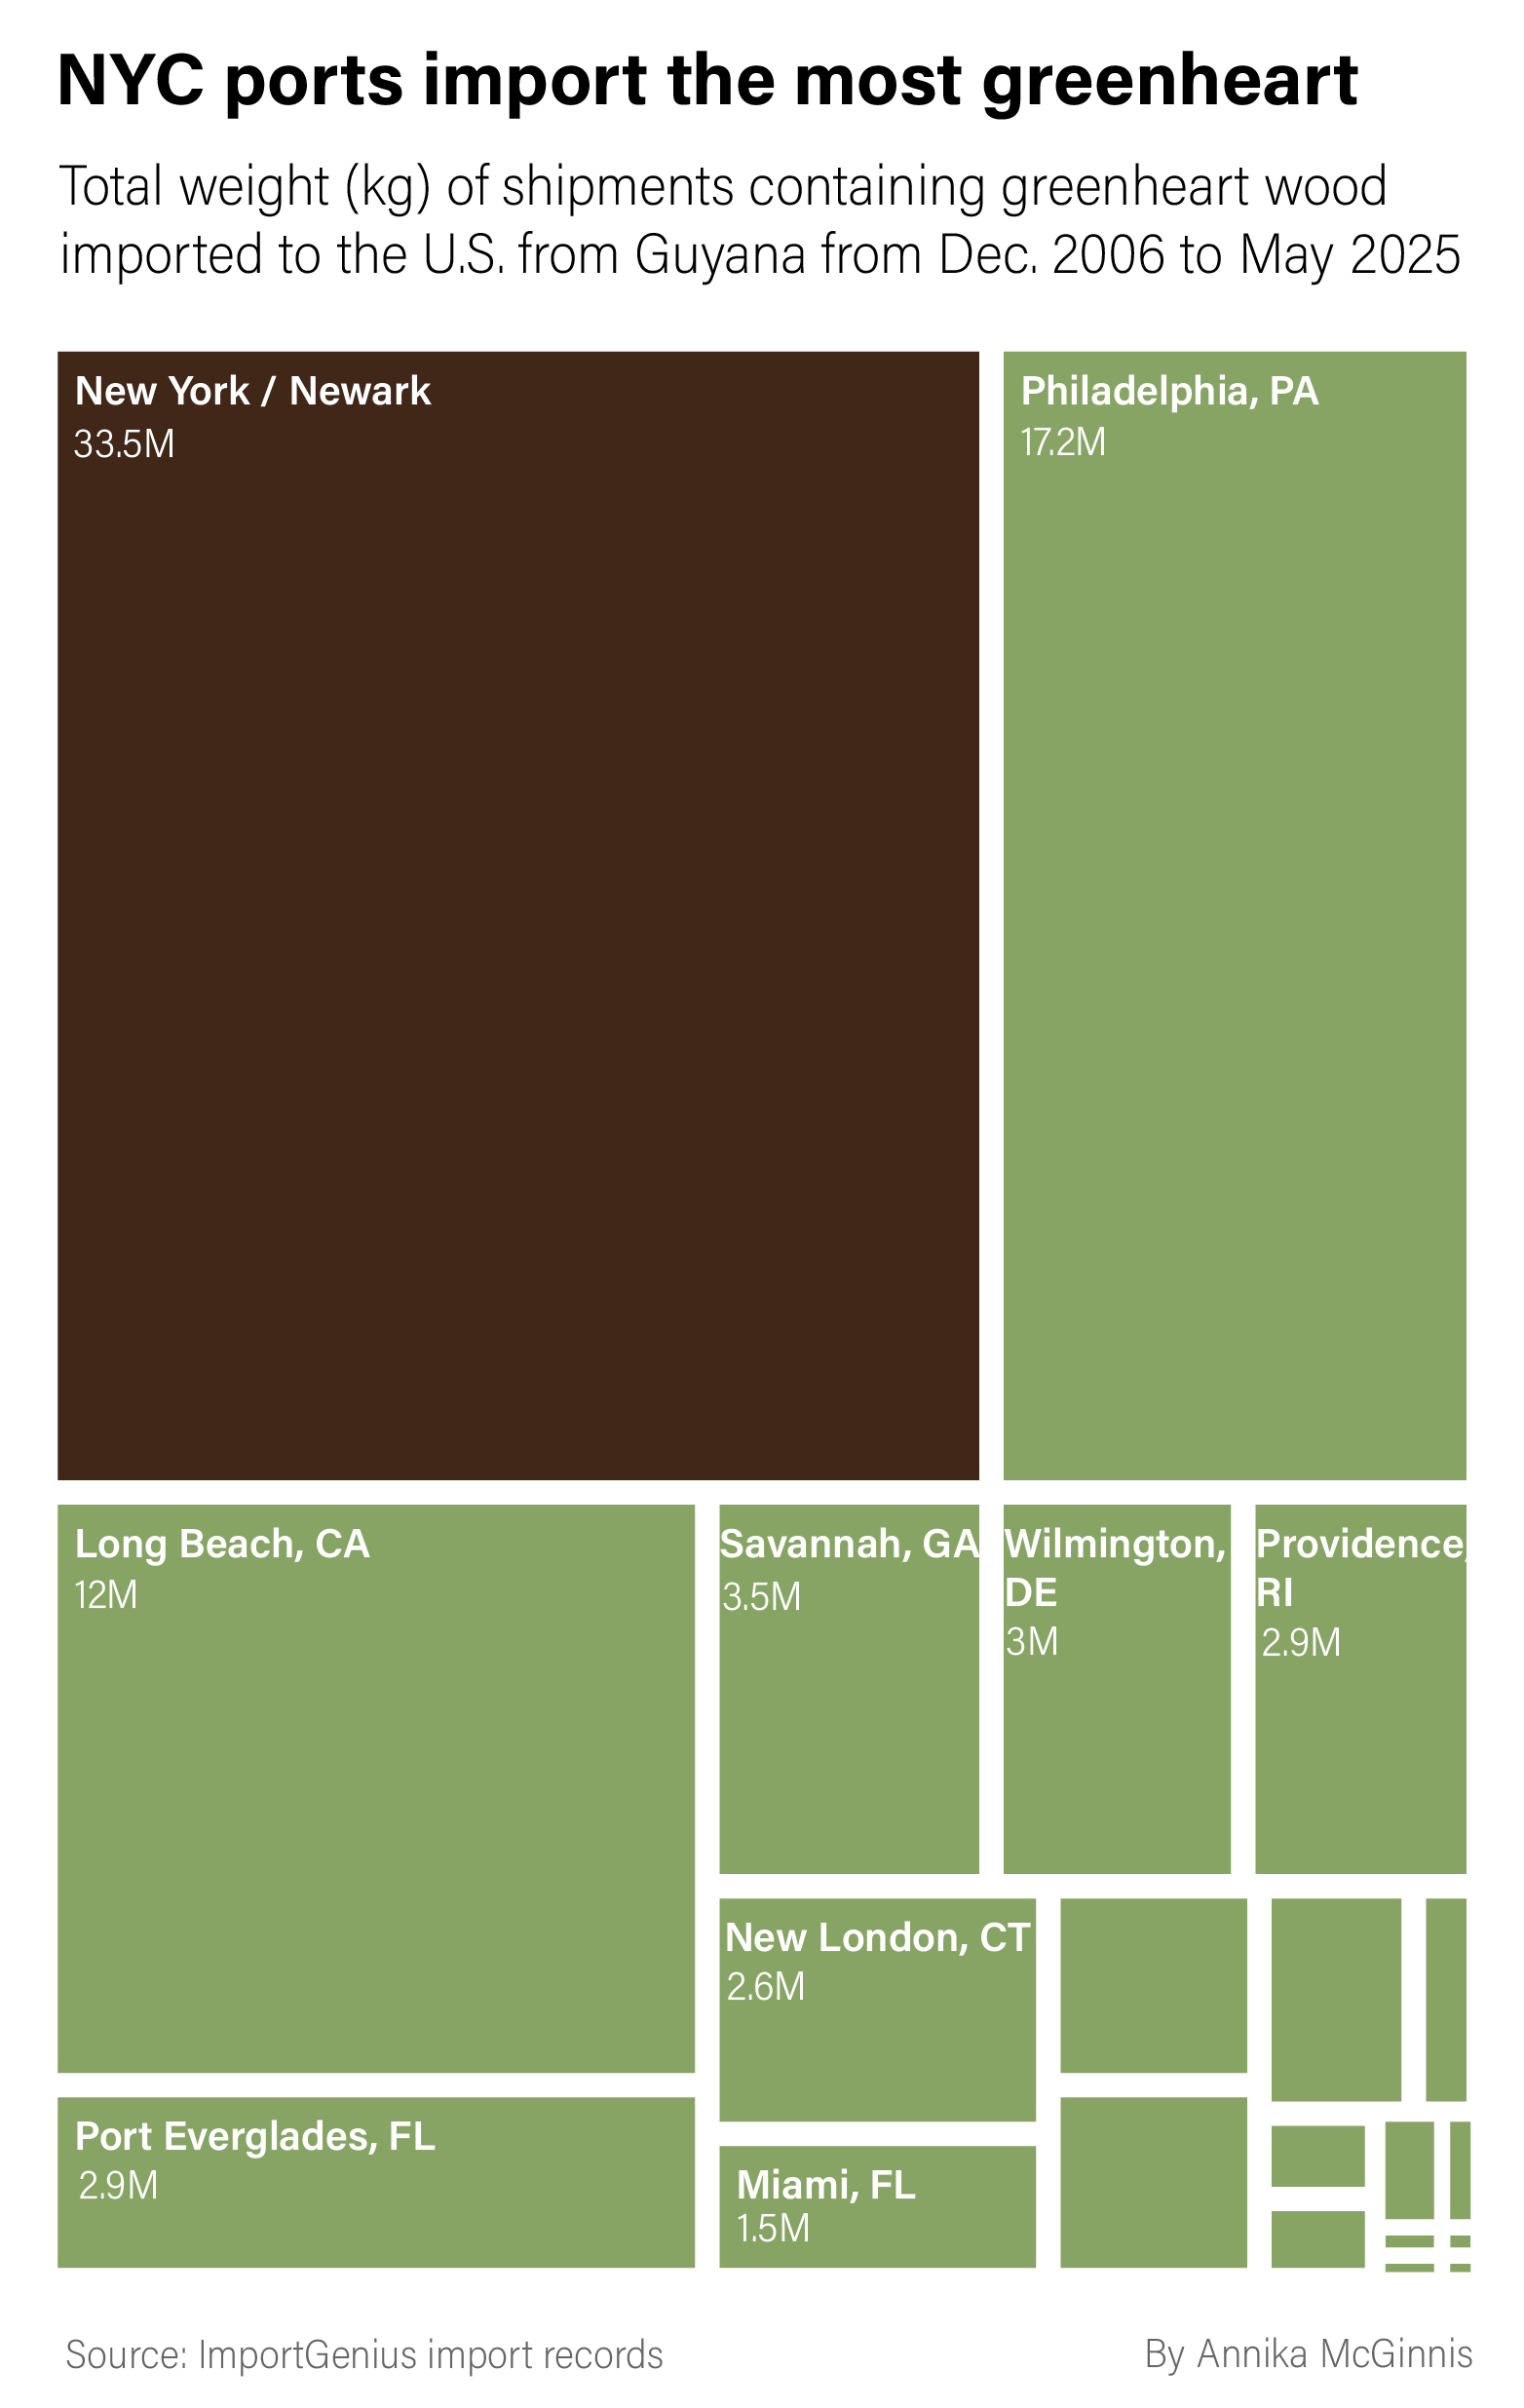 NYC ports import the most greenheart
Total weight (kg) of shipments containing greenheart wood
imported to the U.S. from Guyana from Dec. 2006 to May 2025
New York / Newark
33.5M
Philadelphia, PA
17.2M
Long Beach, CA
12M
Savannah, GA
3.5M
Wilmington,
DE
3M
Providence,
RI
2.9M
New London, CT
2.6M
Port Everglades, FL
2.9M
Miami, FL
1.5M
Source: ImportGenius import records
By Annika McGinnis